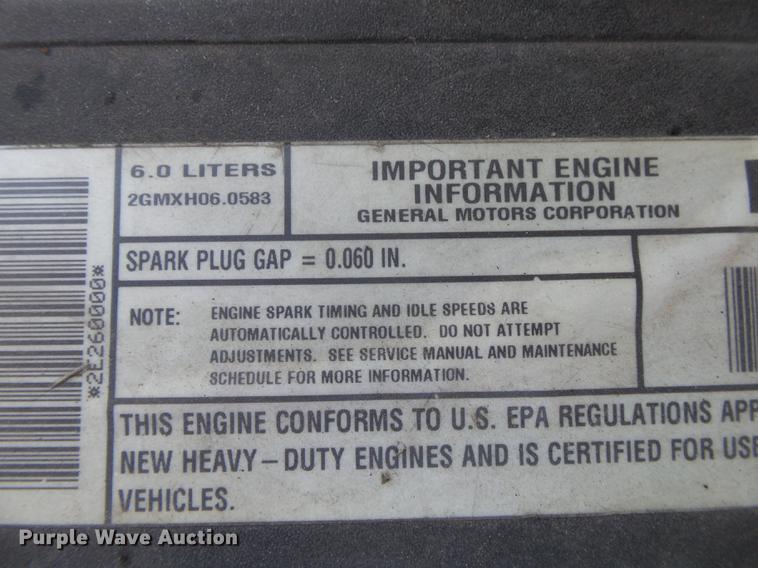 6.0 LITERS
2GMXH06.0583
IMPORTANT ENGINE
INFORMATION
GENERAL MOTORS CORPORATION
SPARK PLUG GAP = 0.060 IN.
NOTE: ENGINE SPARK TIMING AND IDLE SPEEDS ARE
AUTOMATICALLY CONTROLLED. DO NOT ATTEMPT
ADJUSTMENTS. SEE SERVICE MANUAL AND MAINTENANCE
SCHEDULE FOR MORE INFORMATION.
*2E260000*
THIS ENGINE CONFORMS TO U.S. EPA REGULATIONS APP
NEW HEAVY-DUTY ENGINES AND IS CERTIFIED FOR USE
VEHICLES.
Purple Wave Auction